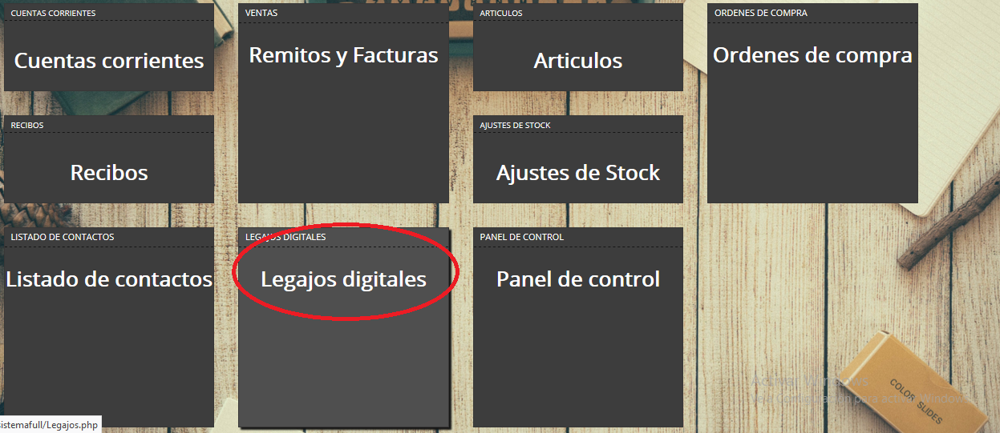 CUENTAS CORRIENTES
Cuentas corrientes
VENTAS
Remitos y Facturas
ARTICULOS
Articulos
ORDENES DE COMPRA
Ordenes de compra
RECIBOS
Recibos
AJUSTES DE STOCK
Ajustes de Stock
LISTADO DE CONTACTOS
Listado de contactos
LEGAJOS DIGITALES
Legajos digitales
PANEL DE CONTROL
Panel de control
Activar Windows
Ve a Configuración para activar Windows
COLOR SLIDES
sistemafull/Legajos.php